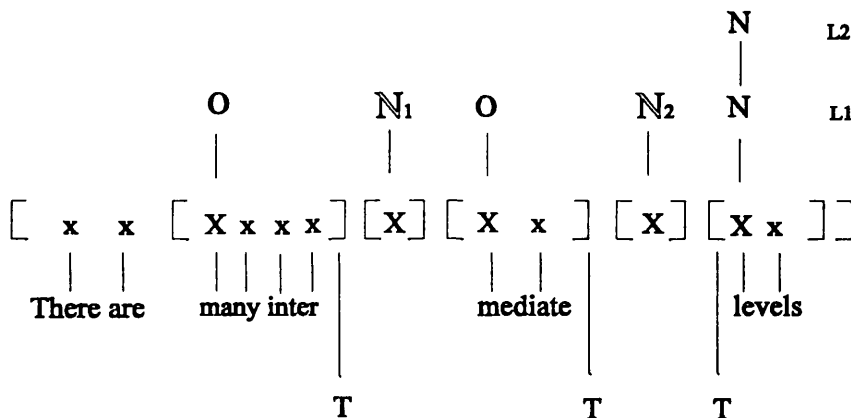 N L2
O ℕ1 O ℕ2 N L1
[ x x [ X x x x ] [ X ] [ X x ] [ X ] [ X x ] ]
There are many inter mediate levels
T T T